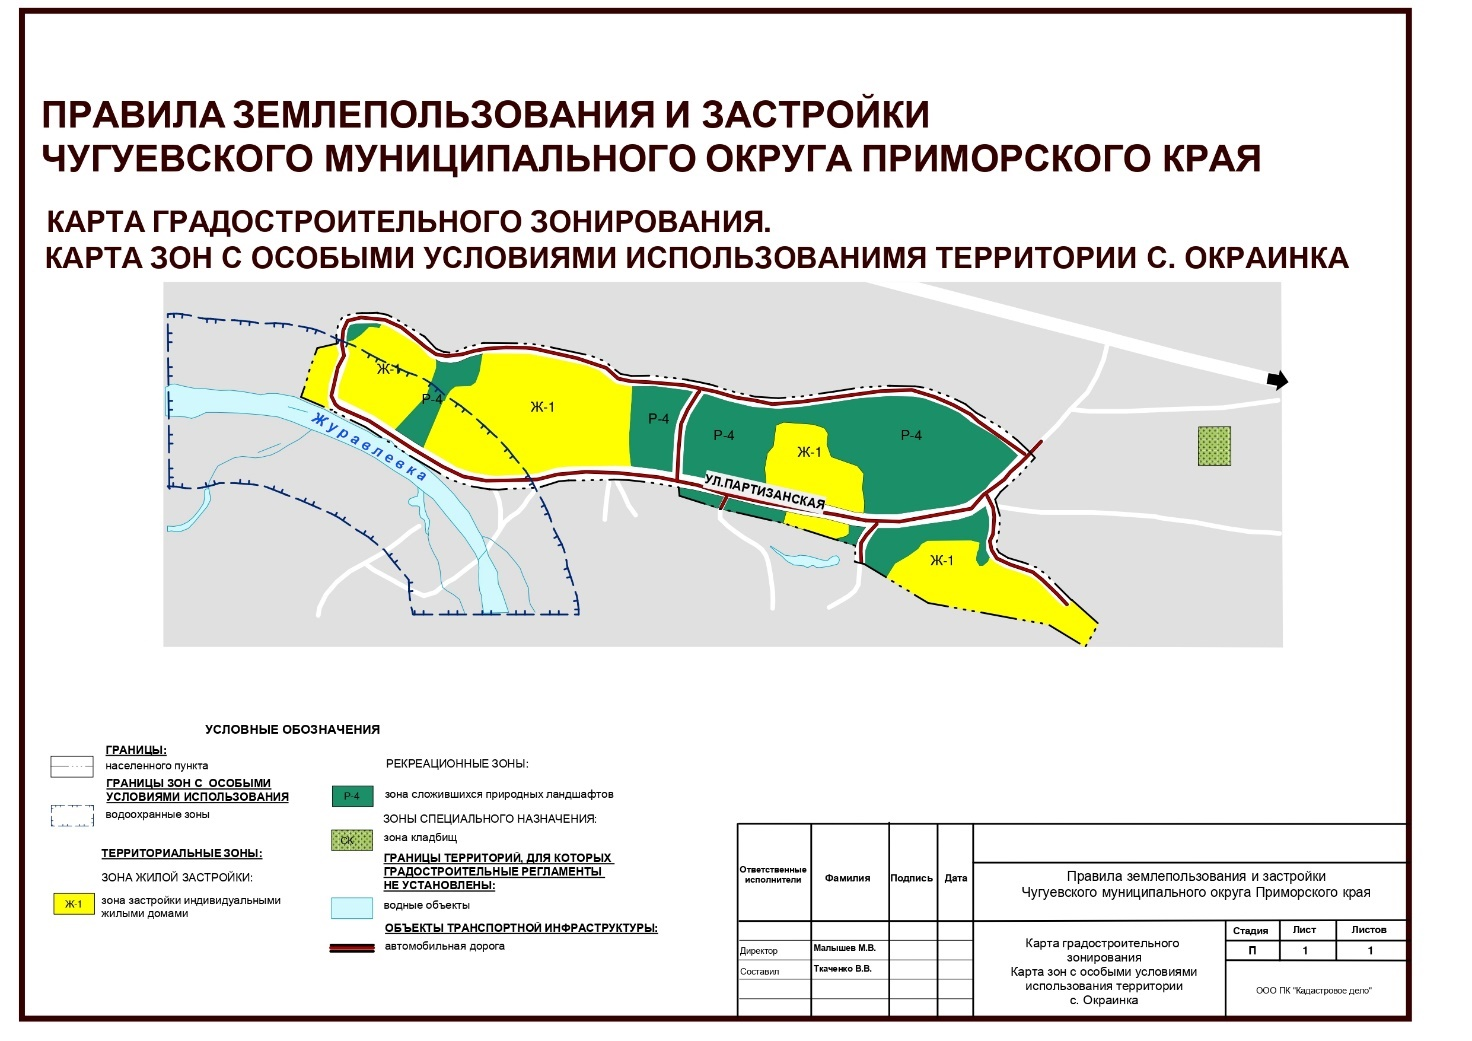 ПРАВИЛА ЗЕМЛЕПОЛЬЗОВАНИЯ И ЗАСТРОЙКИ
ЧУГУЕВСКОГО МУНИЦИПАЛЬНОГО ОКРУГА ПРИМОРСКОГО КРАЯ
КАРТА ГРАДОСТРОИТЕЛЬНОГО ЗОНИРОВАНИЯ.
КАРТА ЗОН С ОСОБЫМИ УСЛОВИЯМИ ИСПОЛЬЗОВАНИМЯ ТЕРРИТОРИИ С. ОКРАИНКА
Ж-1
Р-4
Ж-1
Р-4
Р-4
Ж-1
Р-4
Журавлевка
УЛ.ПАРТИЗАНСКАЯ
Ж-1
УСЛОВНЫЕ ОБОЗНАЧЕНИЯ
ГРАНИЦЫ:
населенного пункта
ГРАНИЦЫ ЗОН С ОСОБЫМИ
УСЛОВИЯМИ ИСПОЛЬЗОВАНИЯ
водоохранные зоны
ТЕРРИТОРИАЛЬНЫЕ ЗОНЫ:
ЗОНА ЖИЛОЙ ЗАСТРОЙКИ:
Ж-1
зона застройки индивидуальными
жилыми домами
РЕКРЕАЦИОННЫЕ ЗОНЫ:
Р-4
зона сложившихся природных ландшафтов
ЗОНЫ СПЕЦИАЛЬНОГО НАЗНАЧЕНИЯ:
СК
зона кладбищ
ГРАНИЦЫ ТЕРРИТОРИЙ, ДЛЯ КОТОРЫХ
ГРАДОСТРОИТЕЛЬНЫЕ РЕГЛАМЕНТЫ
НЕ УСТАНОВЛЕНЫ:
водные объекты
ОБЪЕКТЫ ТРАНСПОРТНОЙ ИНФРАСТРУКТУРЫ:
автомобильная дорога
Ответственные
исполнители
Фамилия
Подпись
Дата
Директор
Малышев М.В.
Составил
Ткаченко В.В.
Правила землепользования и застройки
Чугуевского муниципального округа Приморского края
Карта градостроительного
зонирования
Карта зон с особыми условиями
использования территории
с. Окраинка
Стадия
Лист
Листов
П
1
1
ООО ПК "Кадастровое дело"